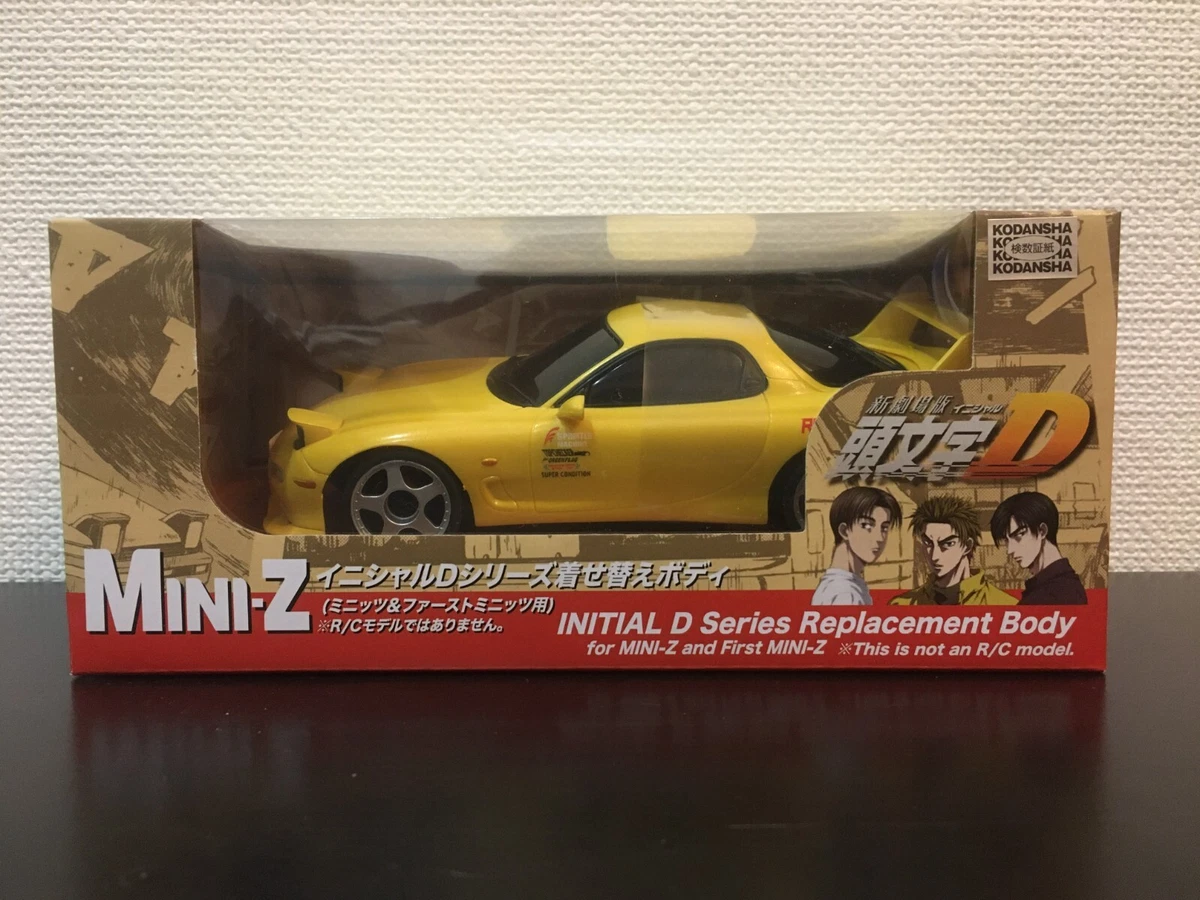 KODANSHA
検数証紙
KODANSHA
新劇場版 イニシャル
頭文字D
R
SUPER CONDITION
MINI-Z
イニシャルDシリーズ着せ替えボディ
(ミニッツ&ファーストミニッツ用)
※R/Cモデルではありません。
INITIAL D Series Replacement Body
for MINI-Z and First MINI-Z ※This is not an R/C model.